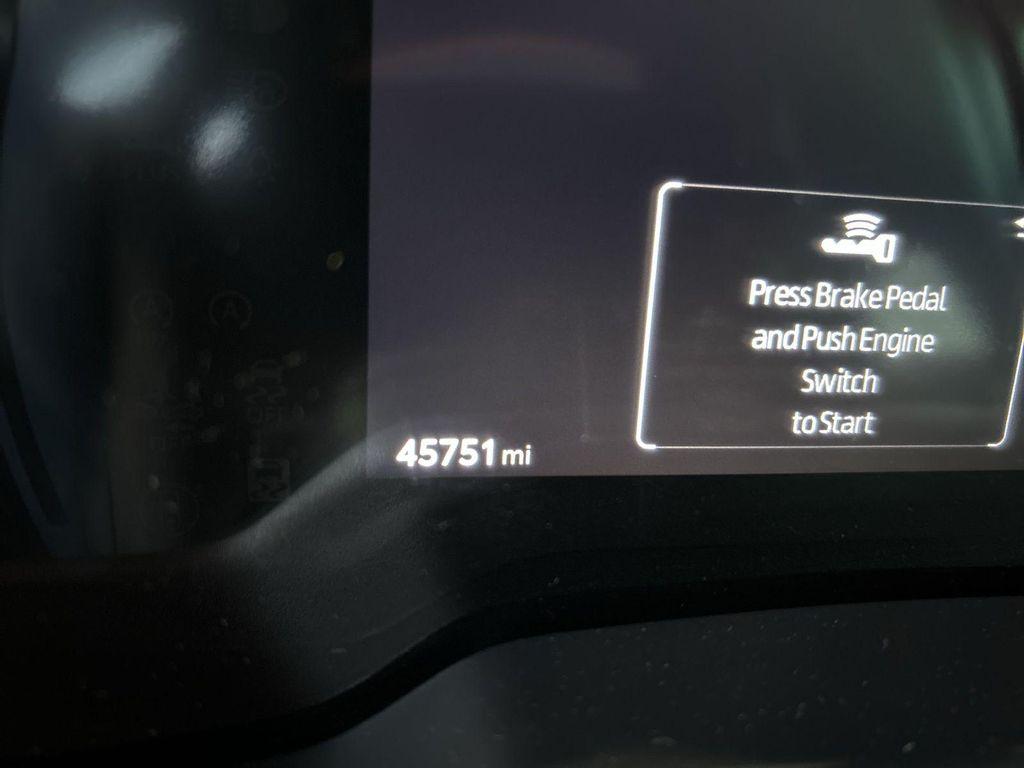 Press Brake Pedal
and Push Engine
Switch
to Start
45751 mi